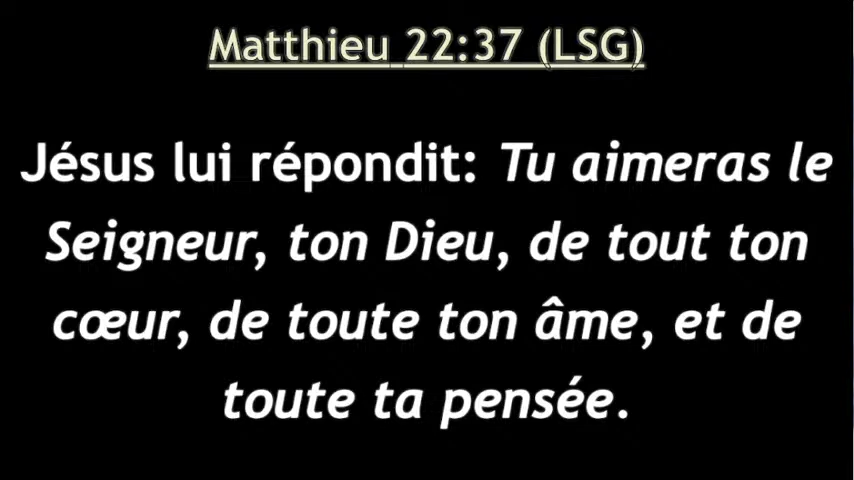 Matthieu 22:37 (LSG)
Jésus lui répondit: Tu aimeras le
Seigneur, ton Dieu, de tout ton
cœur, de toute ton âme, et de
toute ta pensée.